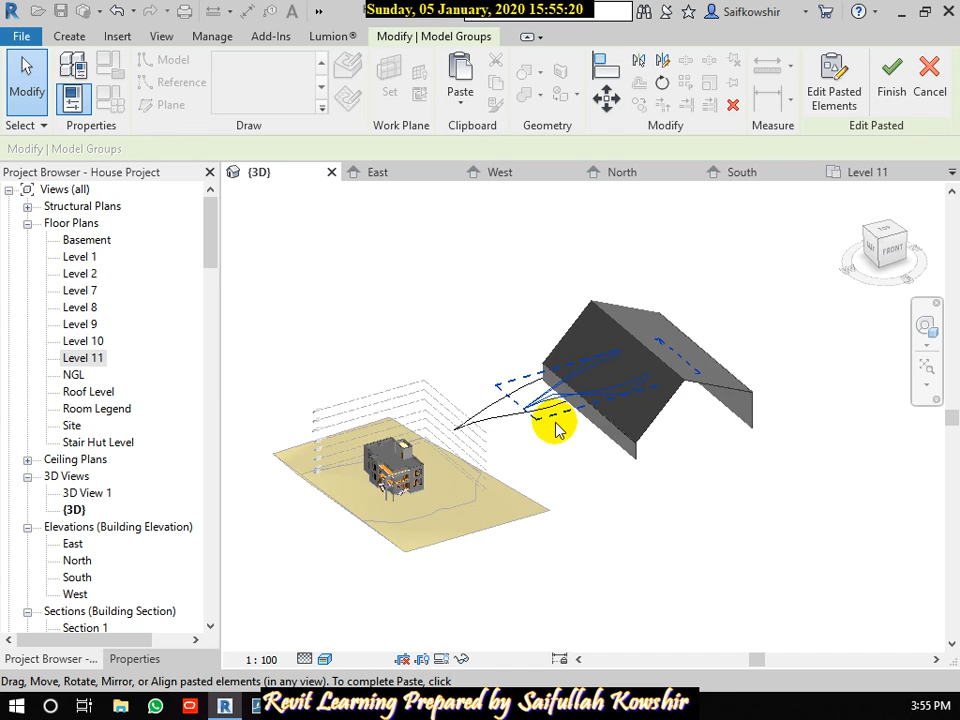 Sunday, 05 January, 2020 15:55:20
Saifkowshir
File
Create
Insert
View
Manage
Add-Ins
Lumion®
Modify | Model Groups
Modify
Model
Reference
Plane
Set
Paste
Edit Pasted
Elements
Finish
Cancel
Select
Properties
Draw
Work Plane
Clipboard
Geometry
Modify
Measure
Edit Pasted
Modify | Model Groups
Project Browser - House Project
{3D}
East
West
North
South
Level 11
Views (all)
Structural Plans
Floor Plans
Basement
Level 1
Level 2
Level 7
Level 8
Level 9
Level 10
Level 11
NGL
Roof Level
Room Legend
Site
Stair Hut Level
Ceiling Plans
3D Views
3D View 1
{3D}
Elevations (Building Elevation)
East
North
South
West
Sections (Building Section)
Section 1
TOP
FRONT
Project Browser -...
Properties
1 : 100
Drag, Move, Rotate, Mirror, or Align pasted elements (in any view). To complete Paste, click
Revit Learning Prepared by Saifullah Kowshir
3:55 PM